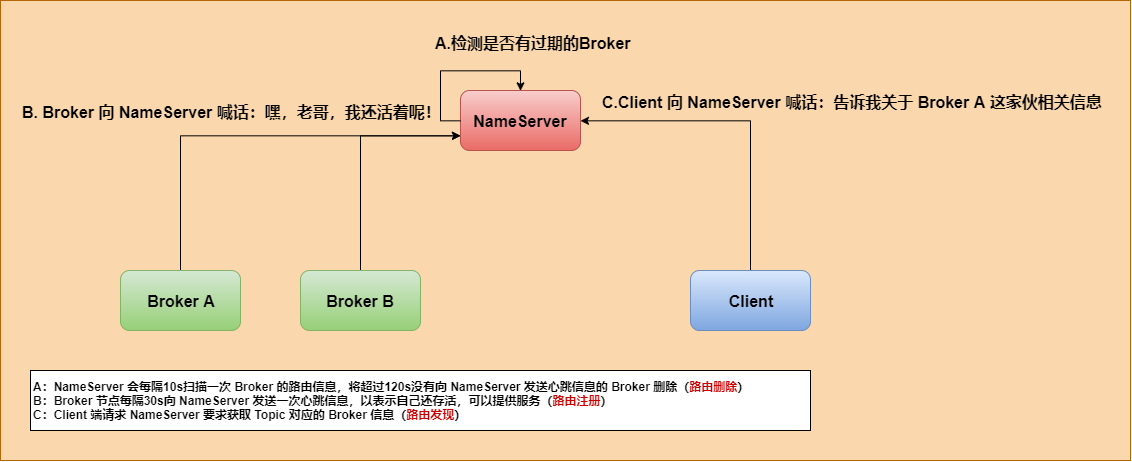 A.检测是否有过期的Broker
B. Broker 向 NameServer 喊话：嘿，老哥，我还活着呢！
C.Client 向 NameServer 喊话：告诉我关于 Broker A 这家伙相关信息
NameServer
Broker A
Broker B
Client
A：NameServer 会每隔10s扫描一次 Broker 的路由信息，将超过120s没有向 NameServer 发送心跳信息的 Broker 删除（路由删除）
B：Broker 节点每隔30s向 NameServer 发送一次心跳信息，以表示自己还存活，可以提供服务（路由注册）
C：Client 端请求 NameServer 要求获取 Topic 对应的 Broker 信息（路由发现）